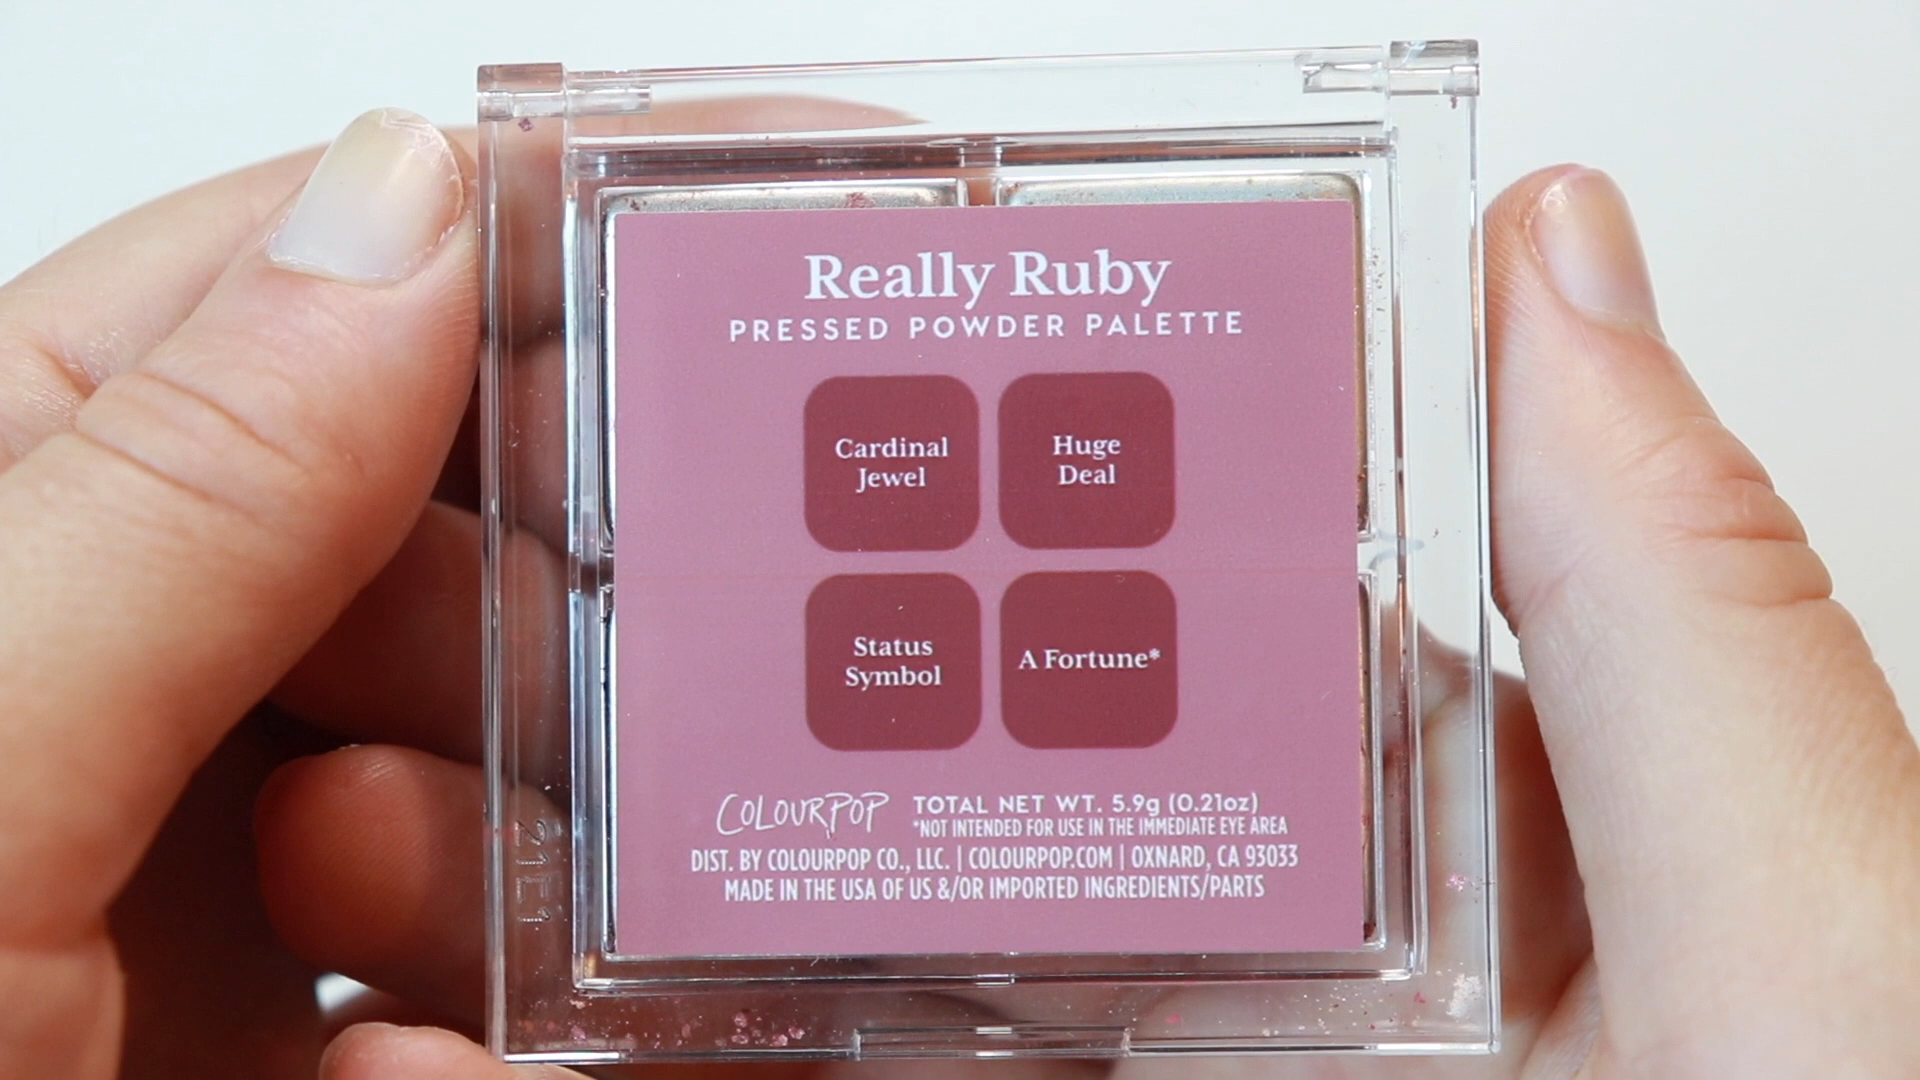 Really Ruby
PRESSED POWDER PALETTE
Cardinal
Jewel
Huge
Deal
Status
Symbol
A Fortune*
COLOURPOP
TOTAL NET WT. 5.9g (0.21oz)
*NOT INTENDED FOR USE IN THE IMMEDIATE EYE AREA
DIST. BY COLOURPOP CO., LLC. | COLOURPOP.COM | OXNARD, CA 93033
MADE IN THE USA OF US &/OR IMPORTED INGREDIENTS/PARTS
21E1